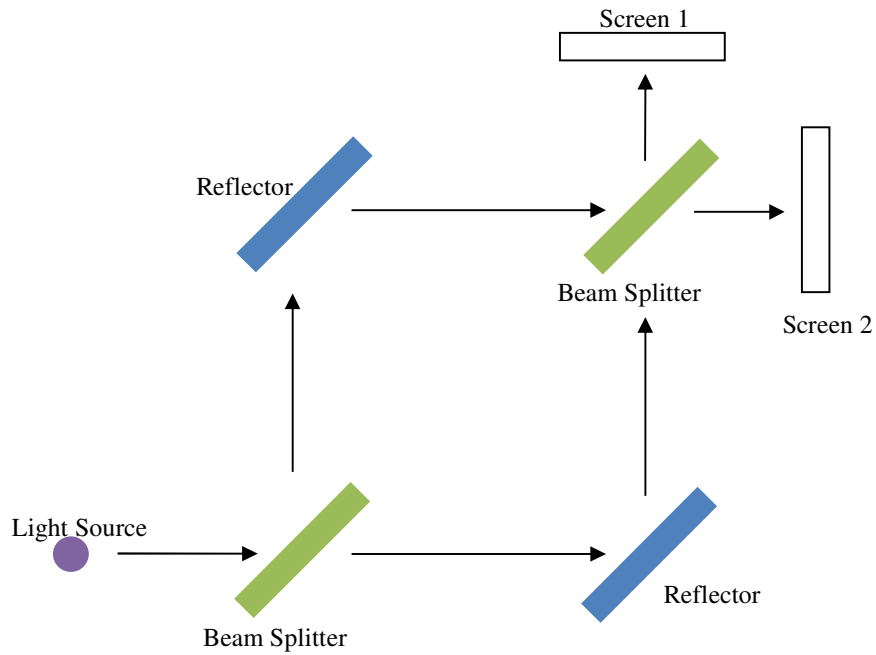 Screen 1
Reflector
Beam Splitter
Screen 2
Light Source
Reflector
Beam Splitter